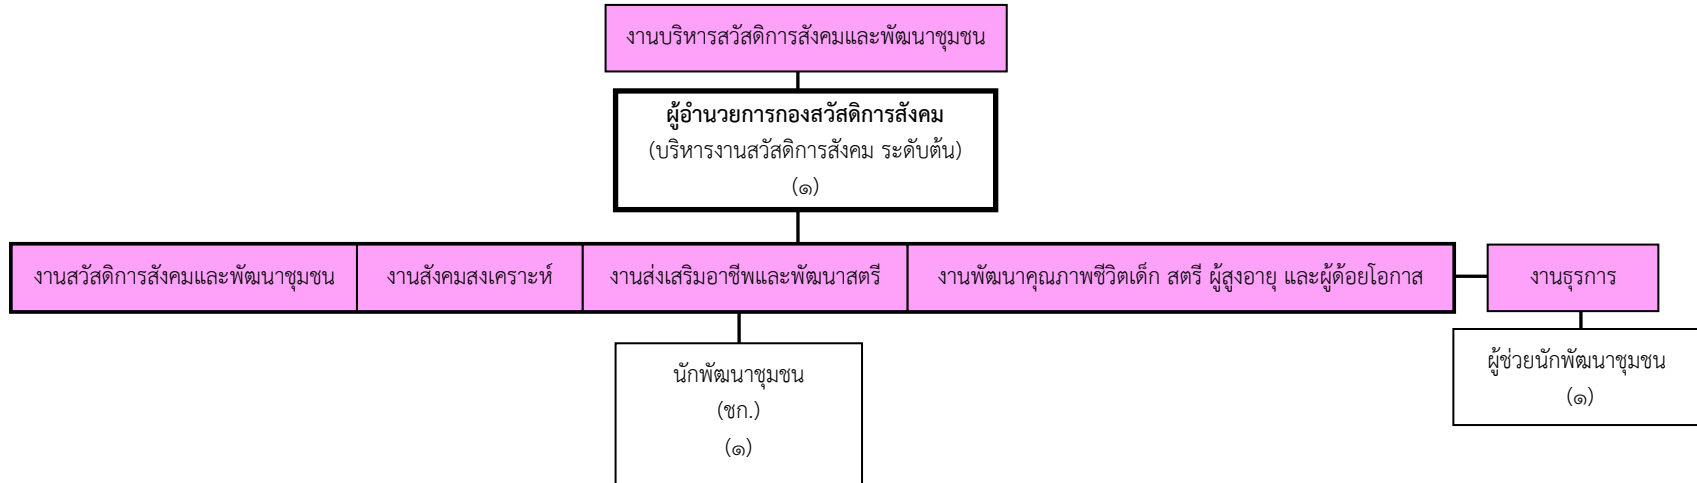 งานบริหารสวัสดิการสังคมและพัฒนาชุมชน
ผู้อำนวยการกองสวัสดิการสังคม
(บริหารงานสวัสดิการสังคม ระดับต้น)
(๑)
งานสวัสดิการสังคมและพัฒนาชุมชน
งานสังคมสงเคราะห์
งานส่งเสริมอาชีพและพัฒนาสตรี
งานพัฒนาคุณภาพชีวิตเด็ก สตรี ผู้สูงอายุ และผู้ด้อยโอกาส
งานธุรการ
นักพัฒนาชุมชน
(ชก.)
(๑)
ผู้ช่วยนักพัฒนาชุมชน
(๑)